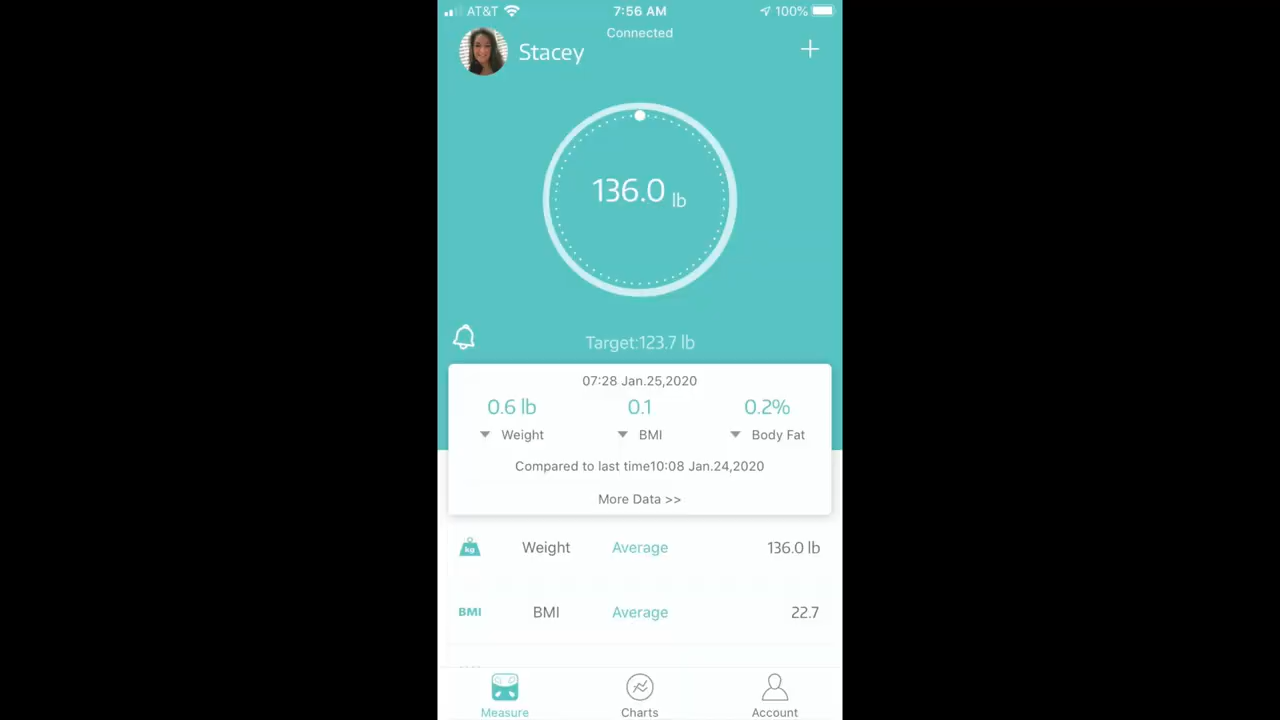 AT&T 7:56 AM 100%
Connected
Stacey
136.0 lb
Target:123.7 lb
07:28 Jan.25,2020
0.6 lb 0.1 0.2%
Weight BMI Body Fat
Compared to last time10:08 Jan.24,2020
More Data >>
kg Weight Average 136.0 lb
BMI BMI Average 22.7
Measure Charts Account